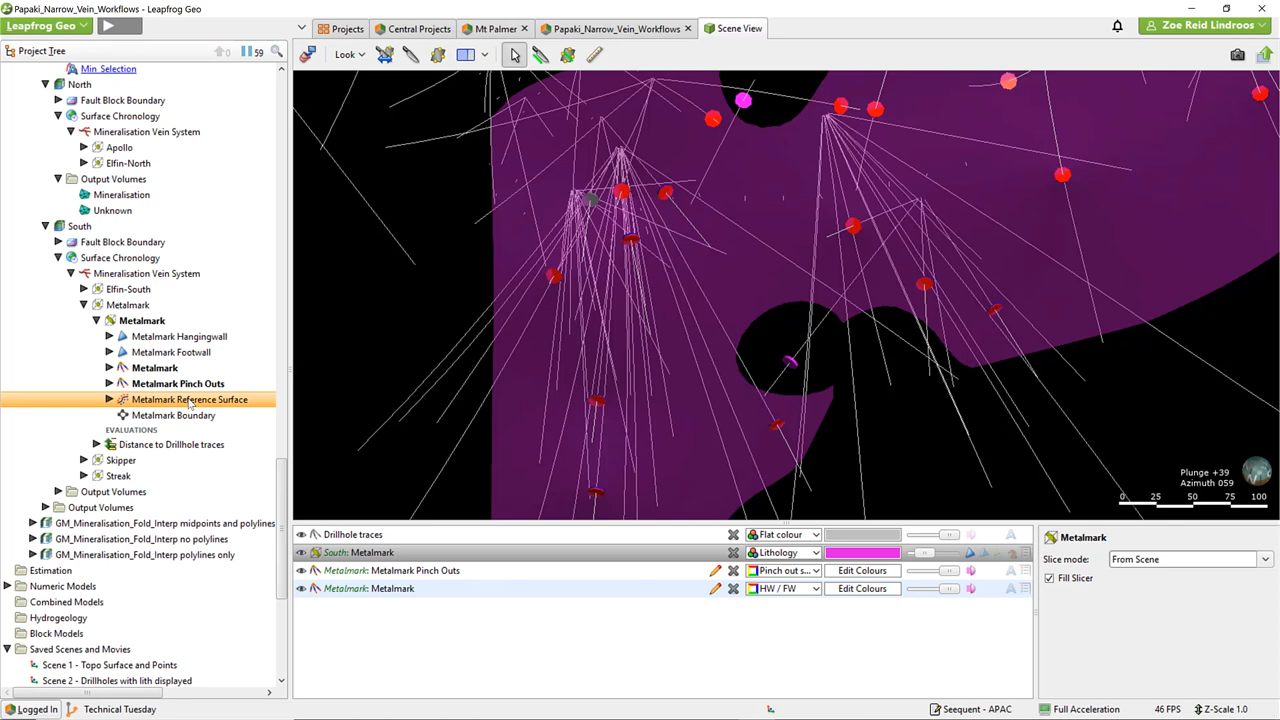 Papaki_Narrow_Vein_Workflows - Leapfrog Geo
Leapfrog Geo
Projects
Central Projects
Mt Palmer
Papaki_Narrow_Vein_Workflows
Scene View
Zoe Reid Lindroos
Project Tree
0
59
Look
Min_Selection
North
Fault Block Boundary
Surface Chronology
Mineralisation Vein System
Apollo
Elfin-North
Output Volumes
Mineralisation
Unknown
South
Fault Block Boundary
Surface Chronology
Mineralisation Vein System
Elfin-South
Metalmark
Metalmark
Metalmark Hangingwall
Metalmark Footwall
Metalmark
Metalmark Pinch Outs
Metalmark Reference Surface
Metalmark Boundary
EVALUATIONS
Distance to Drillhole traces
Skipper
Streak
Output Volumes
Output Volumes
GM_Mineralisation_Fold_Interp midpoints and polylines
GM_Mineralisation_Fold_Interp no polylines
GM_Mineralisation_Fold_Interp polylines only
Estimation
Numeric Models
Combined Models
Hydrogeology
Block Models
Saved Scenes and Movies
Scene 1 - Topo Surface and Points
Scene 2 - Drillholes with lith displayed
Plunge +39
Azimuth 059
0 25 50 75 100
Drillhole traces
Flat colour
South: Metalmark
Lithology
Metalmark: Metalmark Pinch Outs
Pinch out s...
Edit Colours
Metalmark: Metalmark
HW / FW
Edit Colours
Metalmark
Slice mode: From Scene
Fill Slicer
Logged In
Technical Tuesday
Seequent - APAC
Full Acceleration
46 FPS
Z-Scale 1.0